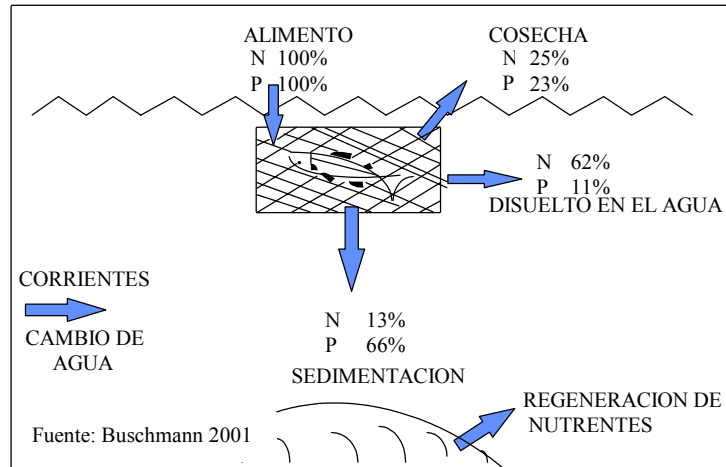 ALIMENTO
N 100%
P 100%
COSECHA
N 25%
P 23%
N 62%
P 11%
DISUELTO EN EL AGUA
CORRIENTES
CAMBIO DE
AGUA
N 13%
P 66%
SEDIMENTACION
REGENERACION DE
NUTRENTES
Fuente: Buschmann 2001